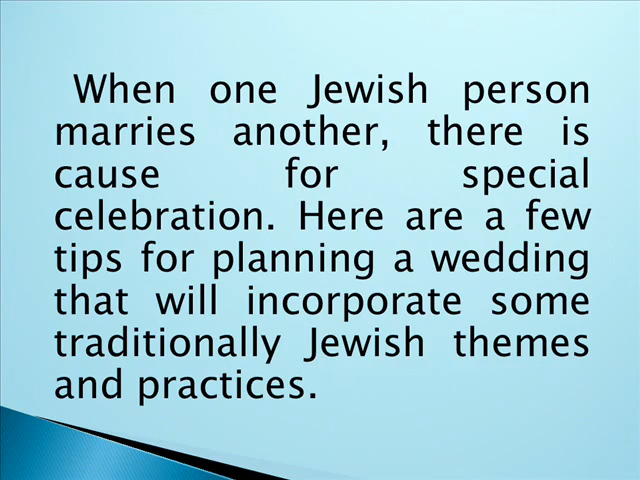 When one Jewish person
marries another, there is
cause for special
celebration. Here are a few
tips for planning a wedding
that will incorporate some
traditionally Jewish themes
and practices.